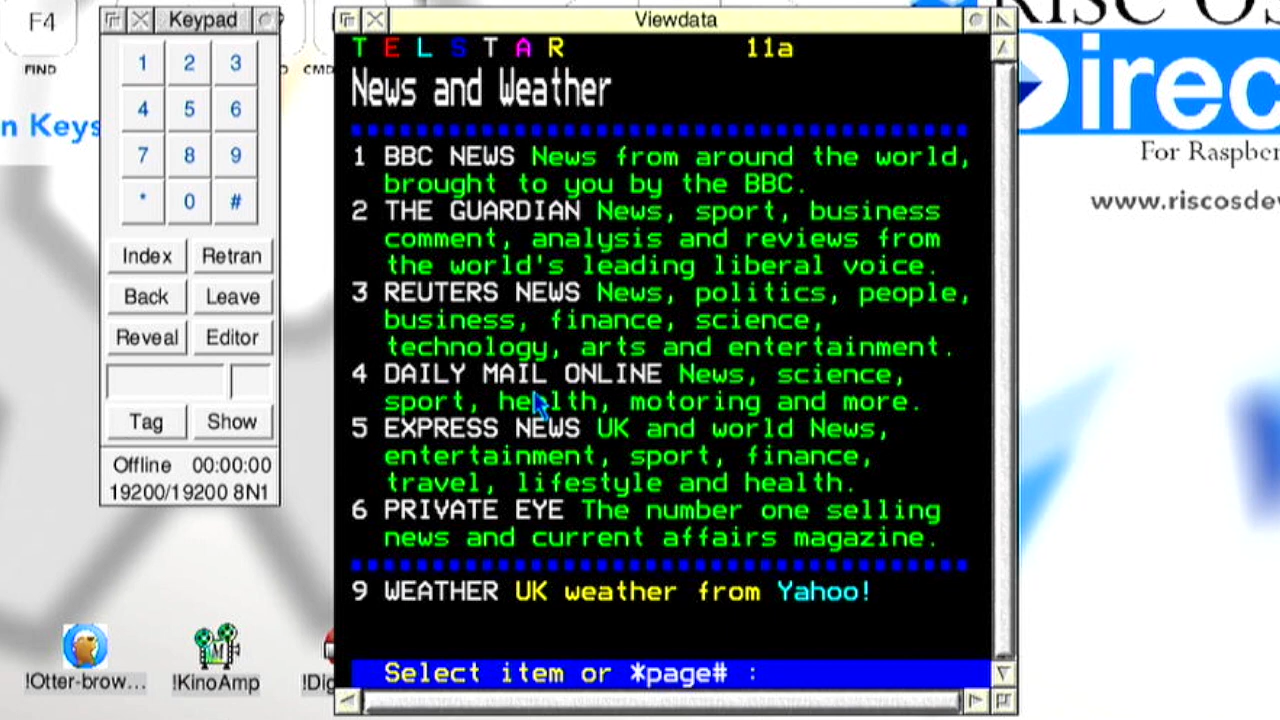 F4
FIND
CMD
n Keys
Keypad
1 2 3
4 5 6
7 8 9
* 0 #
Index Retran
Back Leave
Reveal Editor
Tag Show
Offline 00:00:00
19200/19200 8N1
Viewdata
TELSTAR 11a
News and Weather
1 BBC NEWS News from around the world,
brought to you by the BBC.
2 THE GUARDIAN News, sport, business
comment, analysis and reviews from
the world's leading liberal voice.
3 REUTERS NEWS News, politics, people,
business, finance, science,
technology, arts and entertainment.
4 DAILY MAIL ONLINE News, science,
sport, health, motoring and more.
5 EXPRESS NEWS UK and world News,
entertainment, sport, finance,
travel, lifestyle and health.
6 PRIVATE EYE The number one selling
news and current affairs magazine.
9 WEATHER UK weather from Yahoo!
Select item or *page# :
RISC OS
Direc
For Raspber
www.riscosdev
!Otter-brow...
!KinoAmp
!Dig